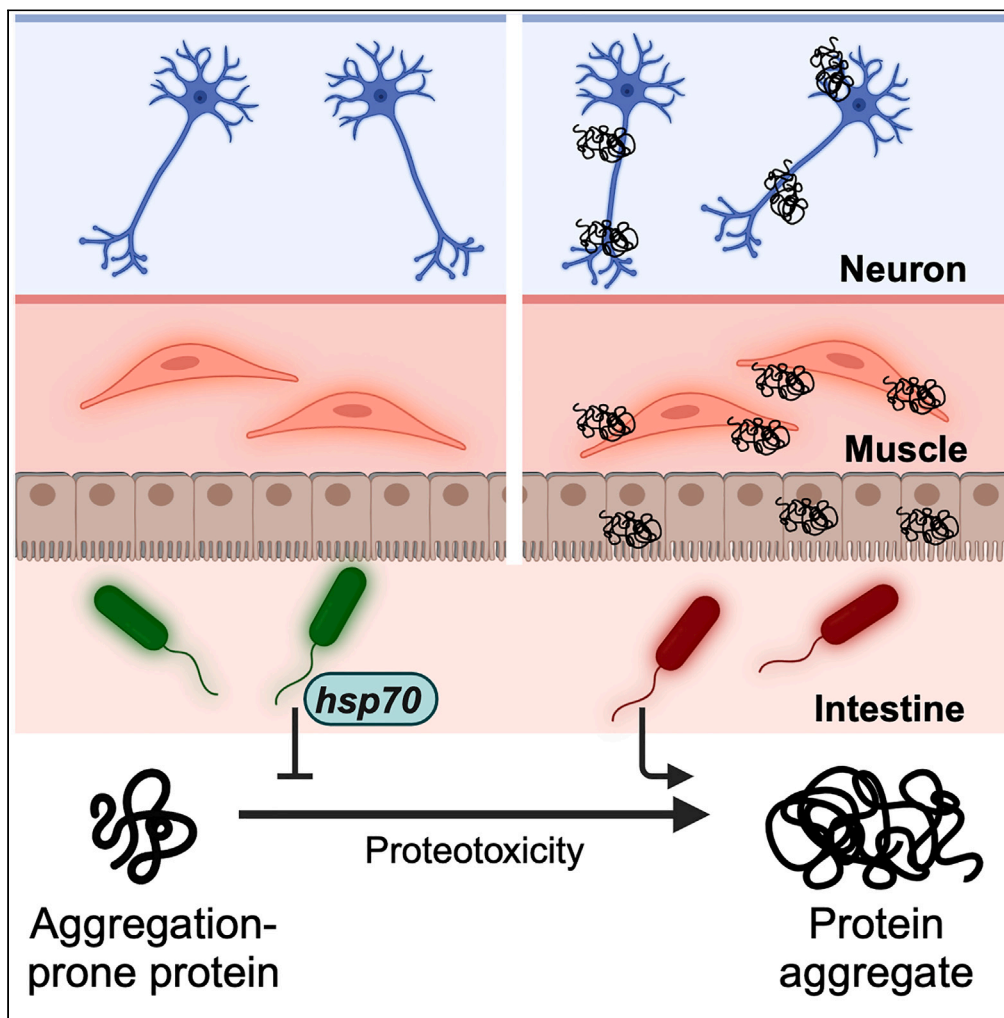 Neuron
Muscle
hsp70
Intestine
Proteotoxicity
Aggregation-
prone protein
Protein
aggregate